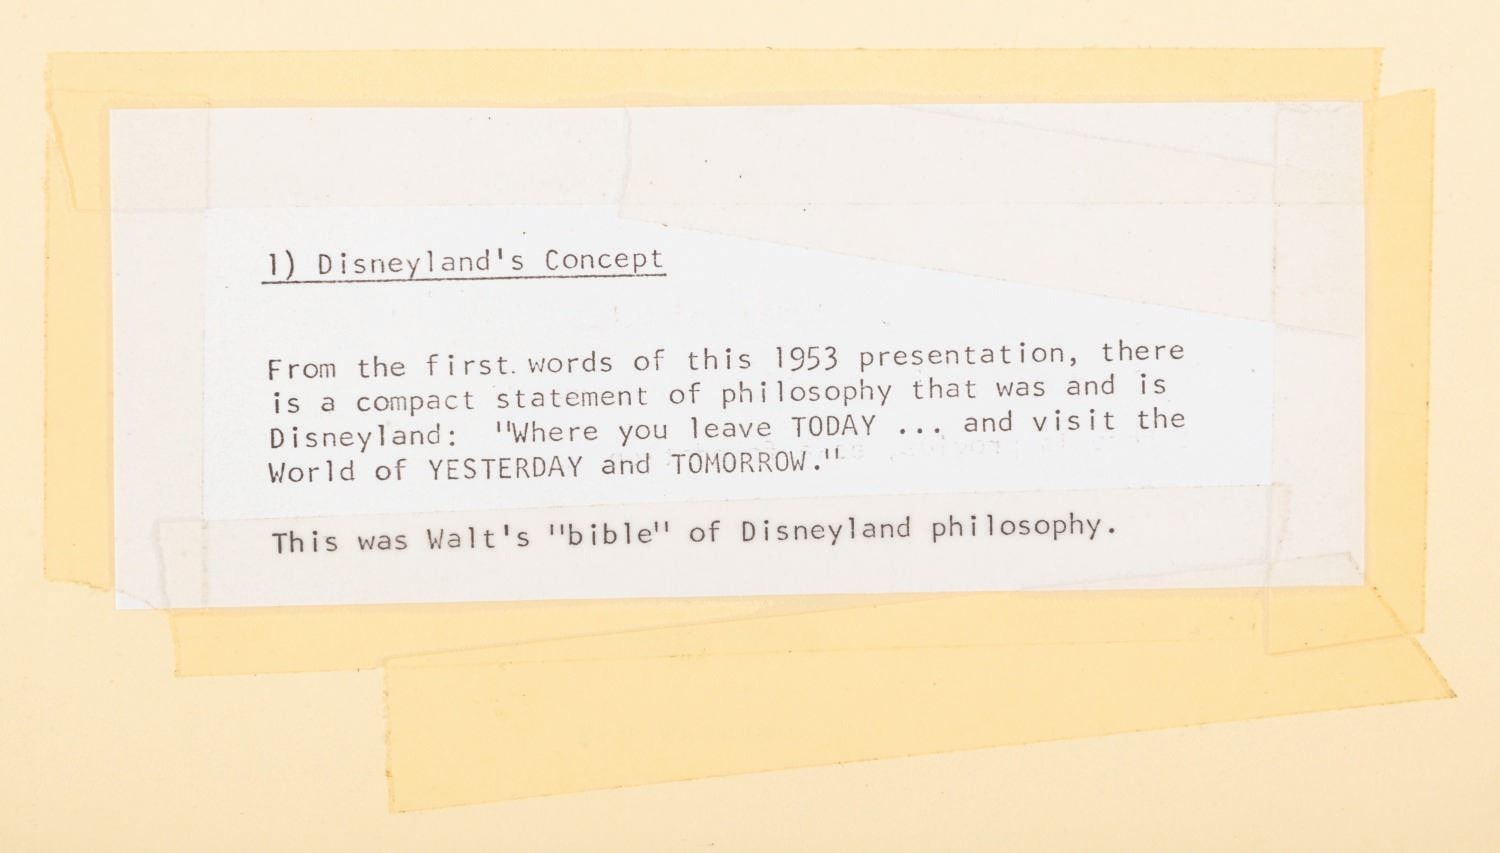 1) Disneyland's Concept
From the first words of this 1953 presentation, there
is a compact statement of philosophy that was and is
Disneyland: "Where you leave TODAY ... and visit the
World of YESTERDAY and TOMORROW."
This was Walt's "bible" of Disneyland philosophy.